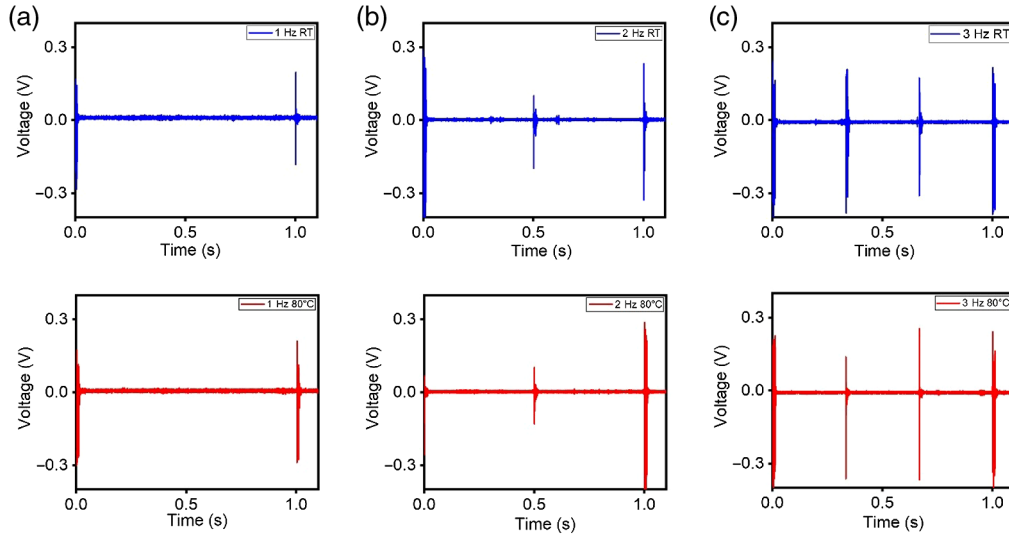 (a)
1 Hz RT
0.3
0.0
−0.3
Voltage (V)
0.0 0.5 1.0
Time (s)
(b)
2 Hz RT
0.3
0.0
−0.3
Voltage (V)
0.0 0.5 1.0
Time (s)
(c)
3 Hz RT
0.3
0.0
−0.3
Voltage (V)
0.0 0.5 1.0
Time (s)
1 Hz 80°C
0.3
0.0
−0.3
Voltage (V)
0.0 0.5 1.0
Time (s)
2 Hz 80°C
0.3
0.0
−0.3
Voltage (V)
0.0 0.5 1.0
Time (s)
3 Hz 80°C
0.3
0.0
−0.3
Voltage (V)
0.0 0.5 1.0
Time (s)